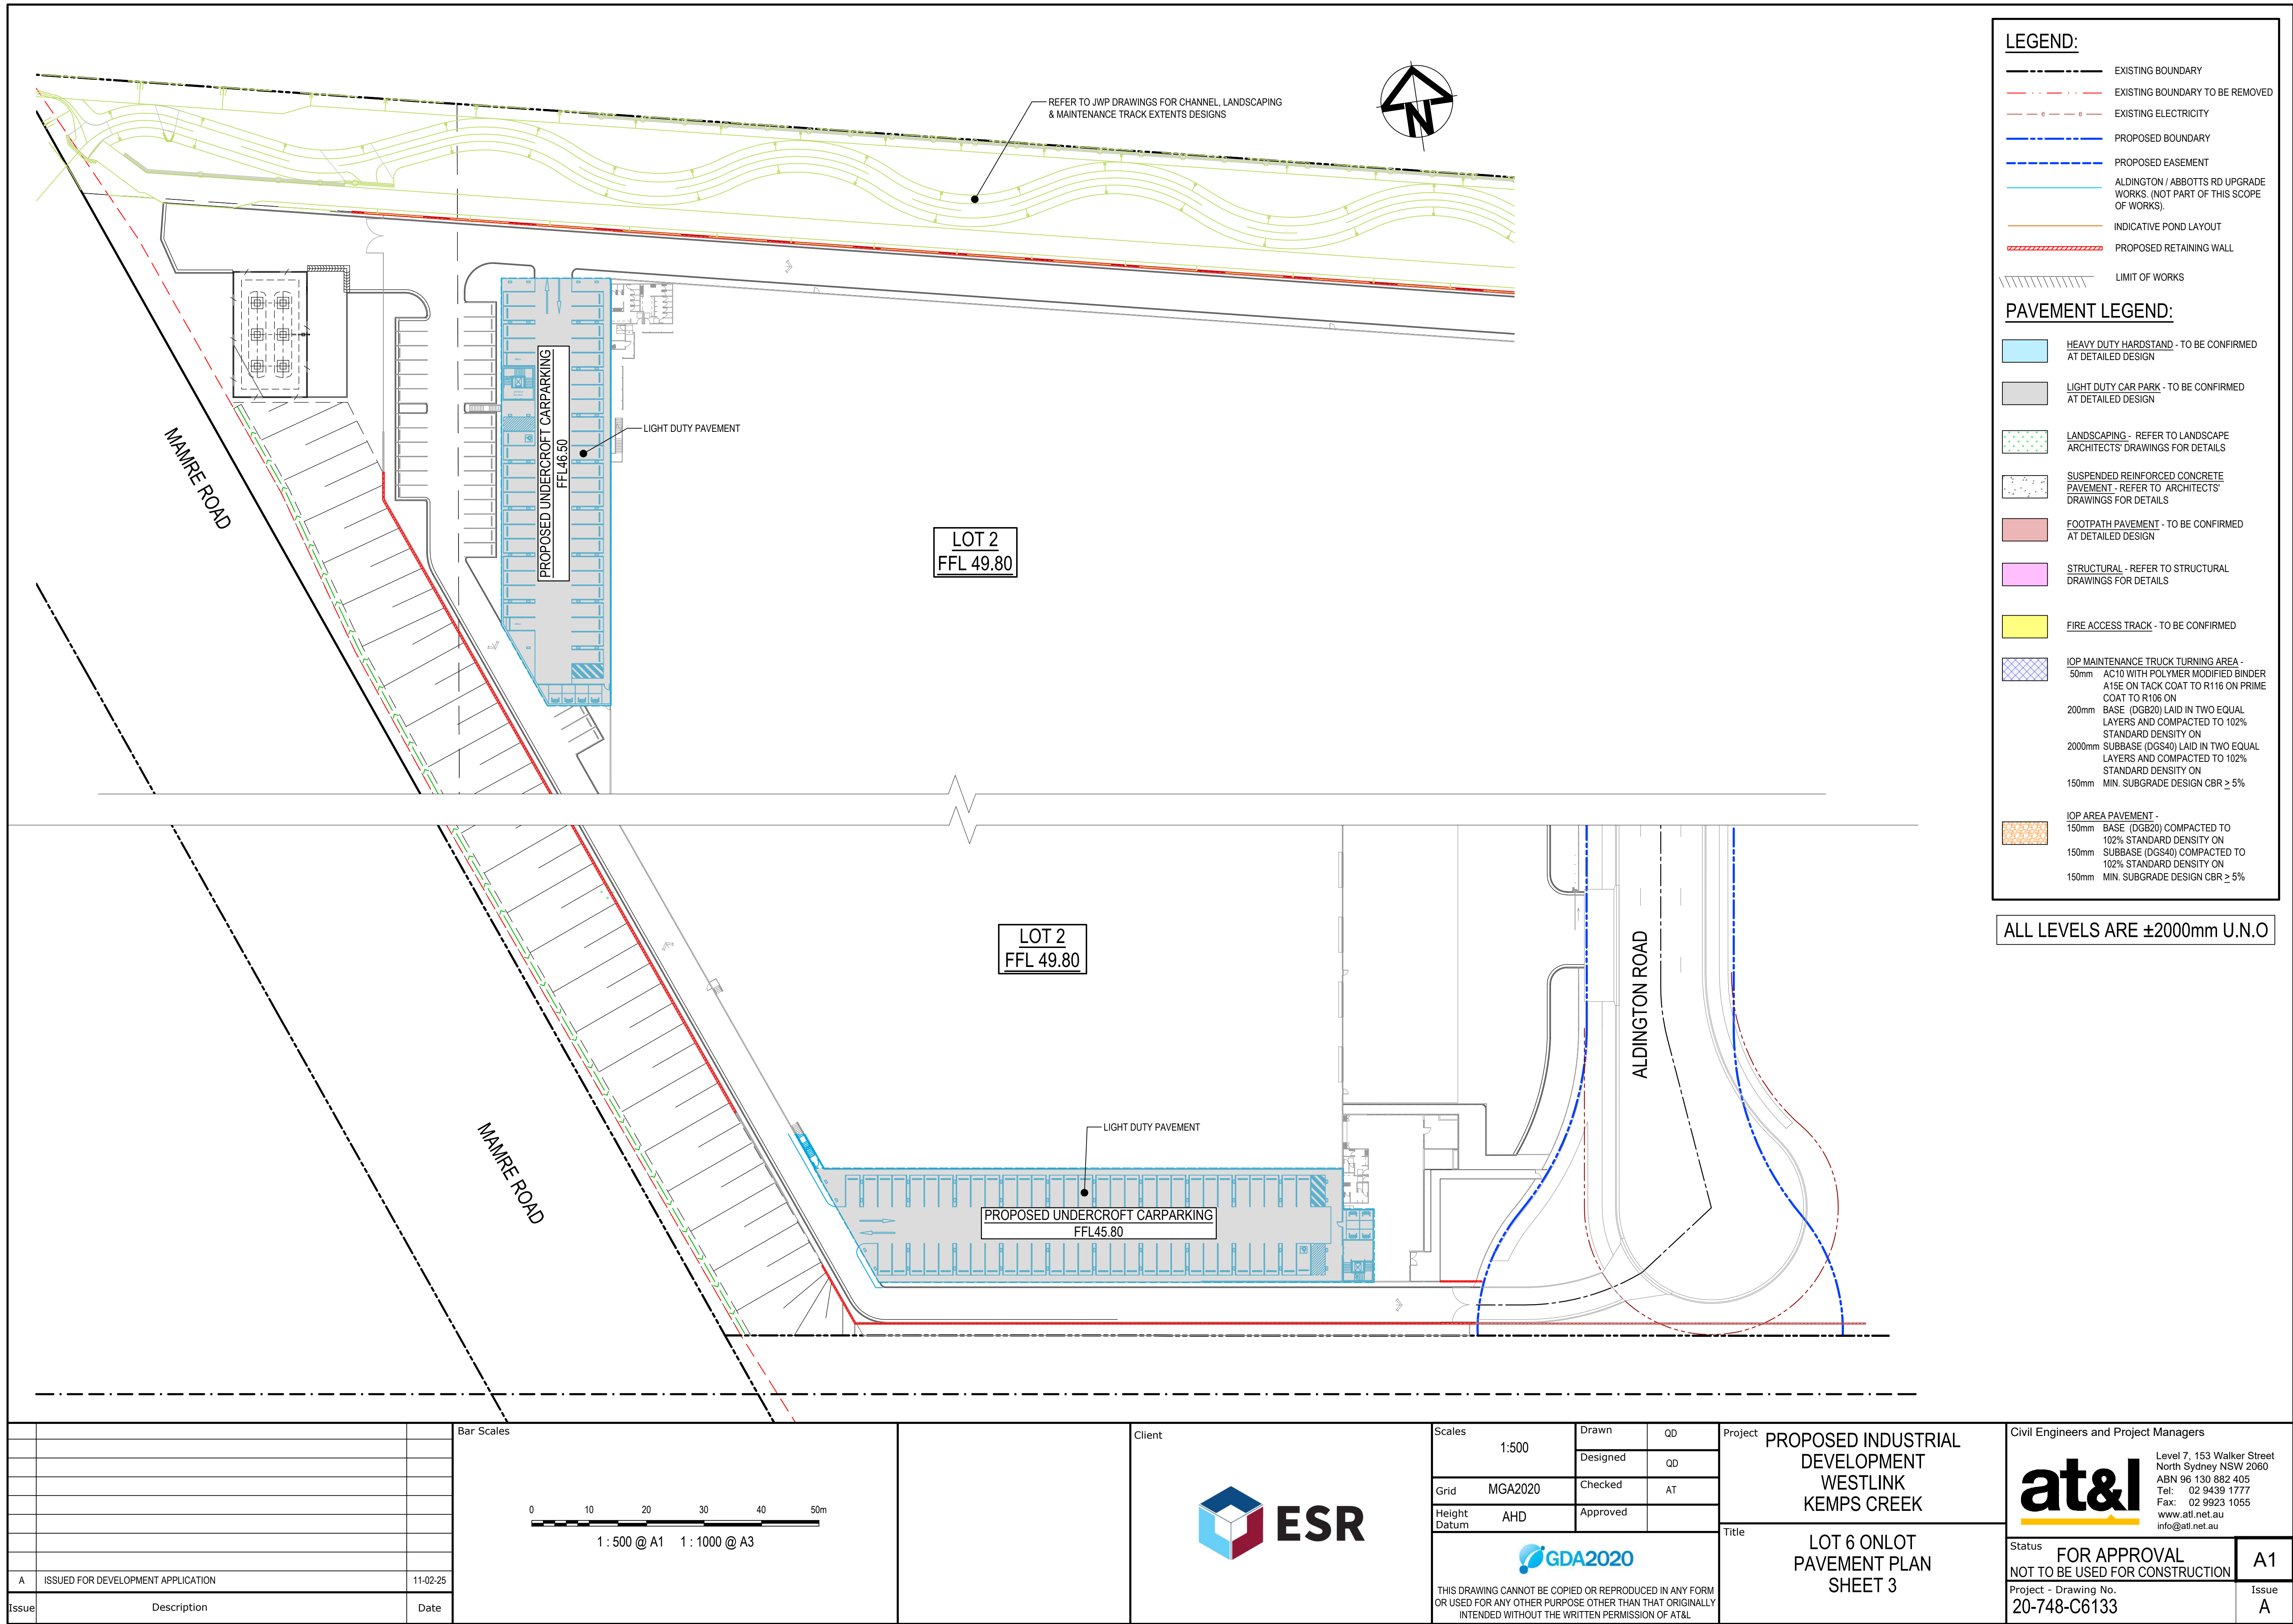 REFER TO JWP DRAWINGS FOR CHANNEL, LANDSCAPING
& MAINTENANCE TRACK EXTENTS DESIGNS
N
MAMRE ROAD
PROPOSED UNDERCROFT CARPARKING
FFL46.50
LIGHT DUTY PAVEMENT
LOT 2
FFL 49.80
LOT 2
FFL 49.80
MAMRE ROAD
ALDINGTON ROAD
LIGHT DUTY PAVEMENT
PROPOSED UNDERCROFT CARPARKING
FFL45.80
LEGEND:
EXISTING BOUNDARY
EXISTING BOUNDARY TO BE REMOVED
e e
EXISTING ELECTRICITY
PROPOSED BOUNDARY
PROPOSED EASEMENT
ALDINGTON / ABBOTTS RD UPGRADE
WORKS. (NOT PART OF THIS SCOPE
OF WORKS).
INDICATIVE POND LAYOUT
PROPOSED RETAINING WALL
LIMIT OF WORKS
PAVEMENT LEGEND:
HEAVY DUTY HARDSTAND - TO BE CONFIRMED
AT DETAILED DESIGN
LIGHT DUTY CAR PARK - TO BE CONFIRMED
AT DETAILED DESIGN
LANDSCAPING - REFER TO LANDSCAPE
ARCHITECTS' DRAWINGS FOR DETAILS
SUSPENDED REINFORCED CONCRETE
PAVEMENT - REFER TO ARCHITECTS'
DRAWINGS FOR DETAILS
FOOTPATH PAVEMENT - TO BE CONFIRMED
AT DETAILED DESIGN
STRUCTURAL - REFER TO STRUCTURAL
DRAWINGS FOR DETAILS
FIRE ACCESS TRACK - TO BE CONFIRMED
IOP MAINTENANCE TRUCK TURNING AREA -
50mm AC10 WITH POLYMER MODIFIED BINDER
A15E ON TACK COAT TO R116 ON PRIME
COAT TO R106 ON
200mm BASE (DGB20) LAID IN TWO EQUAL
LAYERS AND COMPACTED TO 102%
STANDARD DENSITY ON
2000mm SUBBASE (DGS40) LAID IN TWO EQUAL
LAYERS AND COMPACTED TO 102%
STANDARD DENSITY ON
150mm MIN. SUBGRADE DESIGN CBR ≥ 5%
IOP AREA PAVEMENT -
150mm BASE (DGB20) COMPACTED TO
102% STANDARD DENSITY ON
150mm SUBBASE (DGS40) COMPACTED TO
102% STANDARD DENSITY ON
150mm MIN. SUBGRADE DESIGN CBR ≥ 5%
ALL LEVELS ARE ±2000mm U.N.O
A ISSUED FOR DEVELOPMENT APPLICATION 11-02-25
Issue Description Date
Bar Scales
0 10 20 30 40 50m
1 : 500 @ A1 1 : 1000 @ A3
Client
ESR
Scales 1:500
Grid MGA2020
Height Datum AHD
Drawn QD
Designed QD
Checked AT
Approved
GDA2020
THIS DRAWING CANNOT BE COPIED OR REPRODUCED IN ANY FORM
OR USED FOR ANY OTHER PURPOSE OTHER THAN THAT ORIGINALLY
INTENDED WITHOUT THE WRITTEN PERMISSION OF AT&L
Project PROPOSED INDUSTRIAL
DEVELOPMENT
WESTLINK
KEMPS CREEK
Title
LOT 6 ONLOT
PAVEMENT PLAN
SHEET 3
Civil Engineers and Project Managers
at&l
Level 7, 153 Walker Street
North Sydney NSW 2060
ABN 96 130 882 405
Tel: 02 9439 1777
Fax: 02 9923 1055
www.atl.net.au
info@atl.net.au
Status FOR APPROVAL
NOT TO BE USED FOR CONSTRUCTION
A1
Project - Drawing No.
20-748-C6133
Issue
A